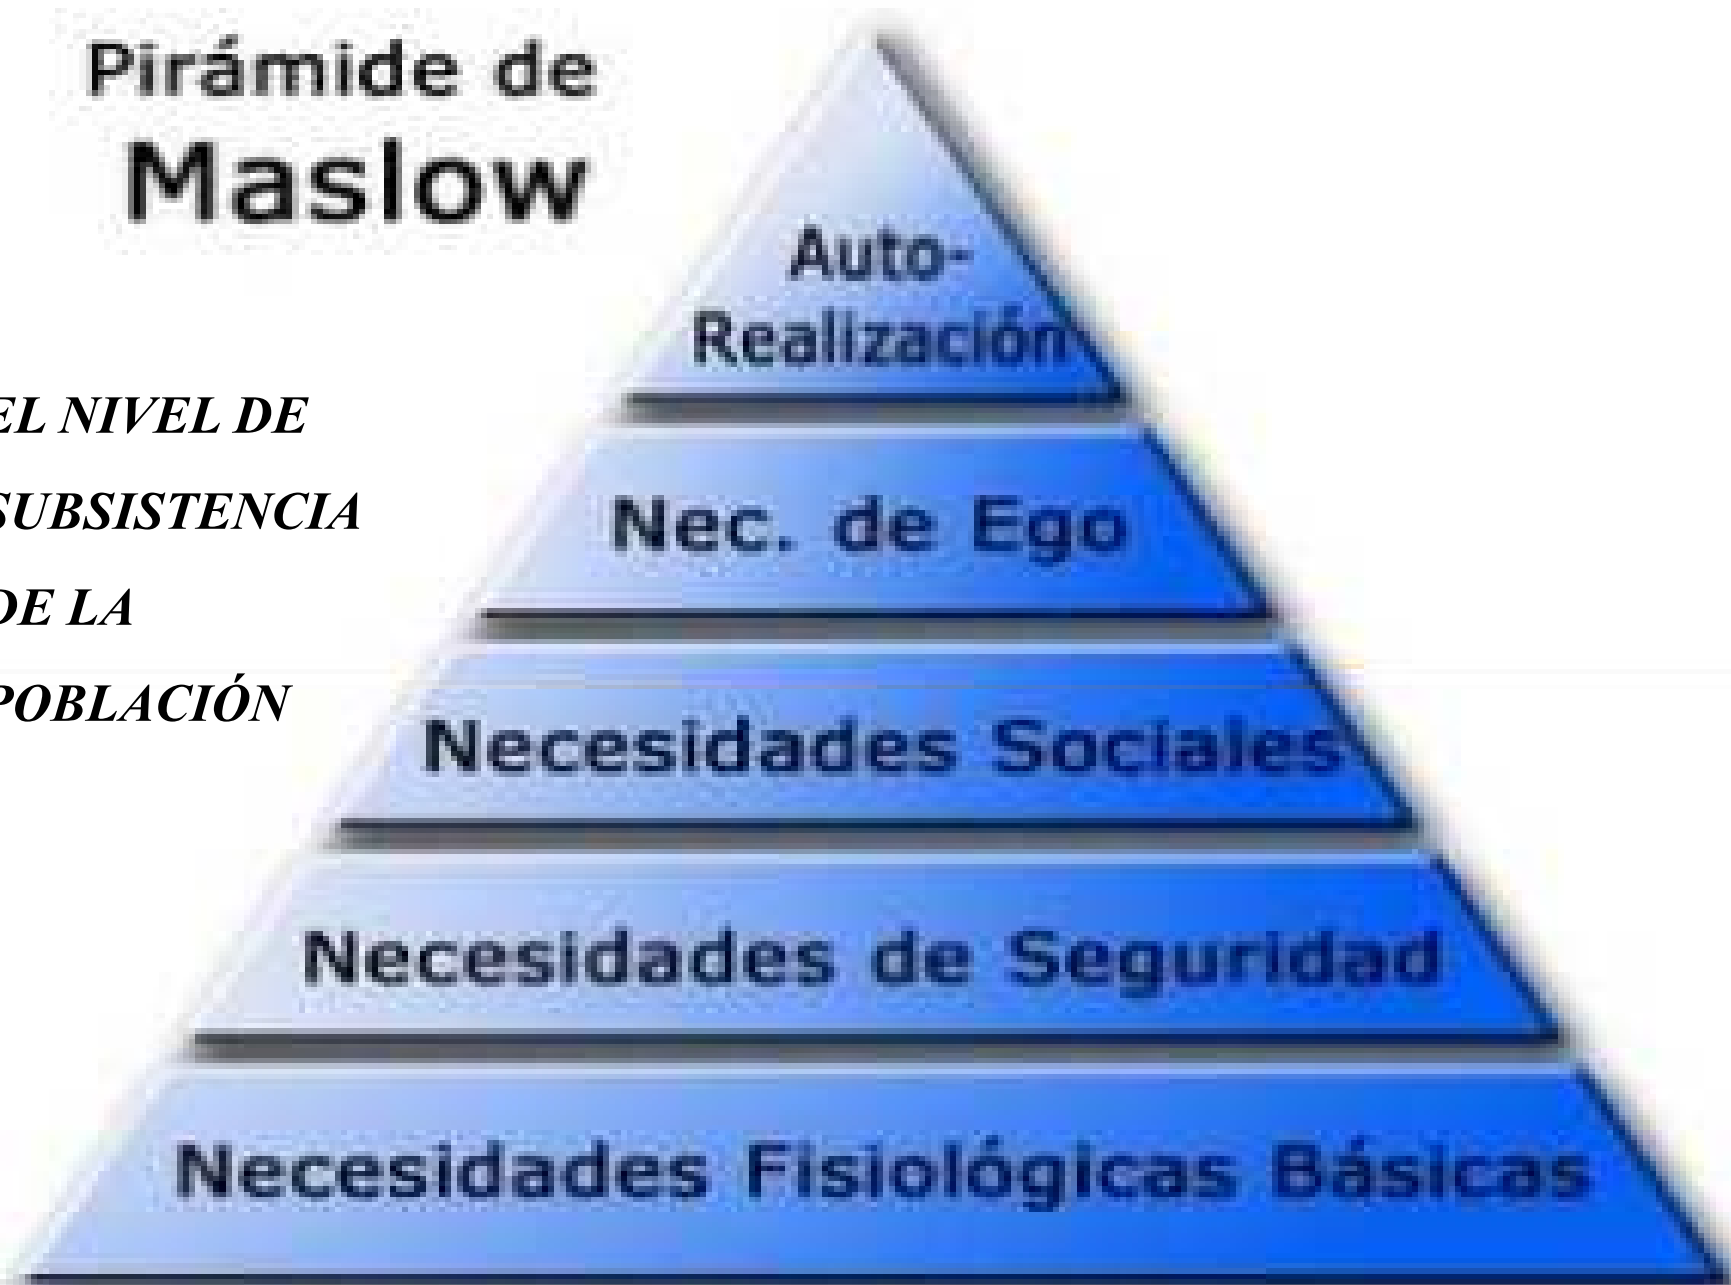 Pirámide de
Maslow
Auto-
Realización
EL NIVEL DE
SUBSISTENCIA
DE LA
POBLACIÓN
Nec. de Ego
Necesidades Sociales
Necesidades de Seguridad
Necesidades Fisiológicas Básicas